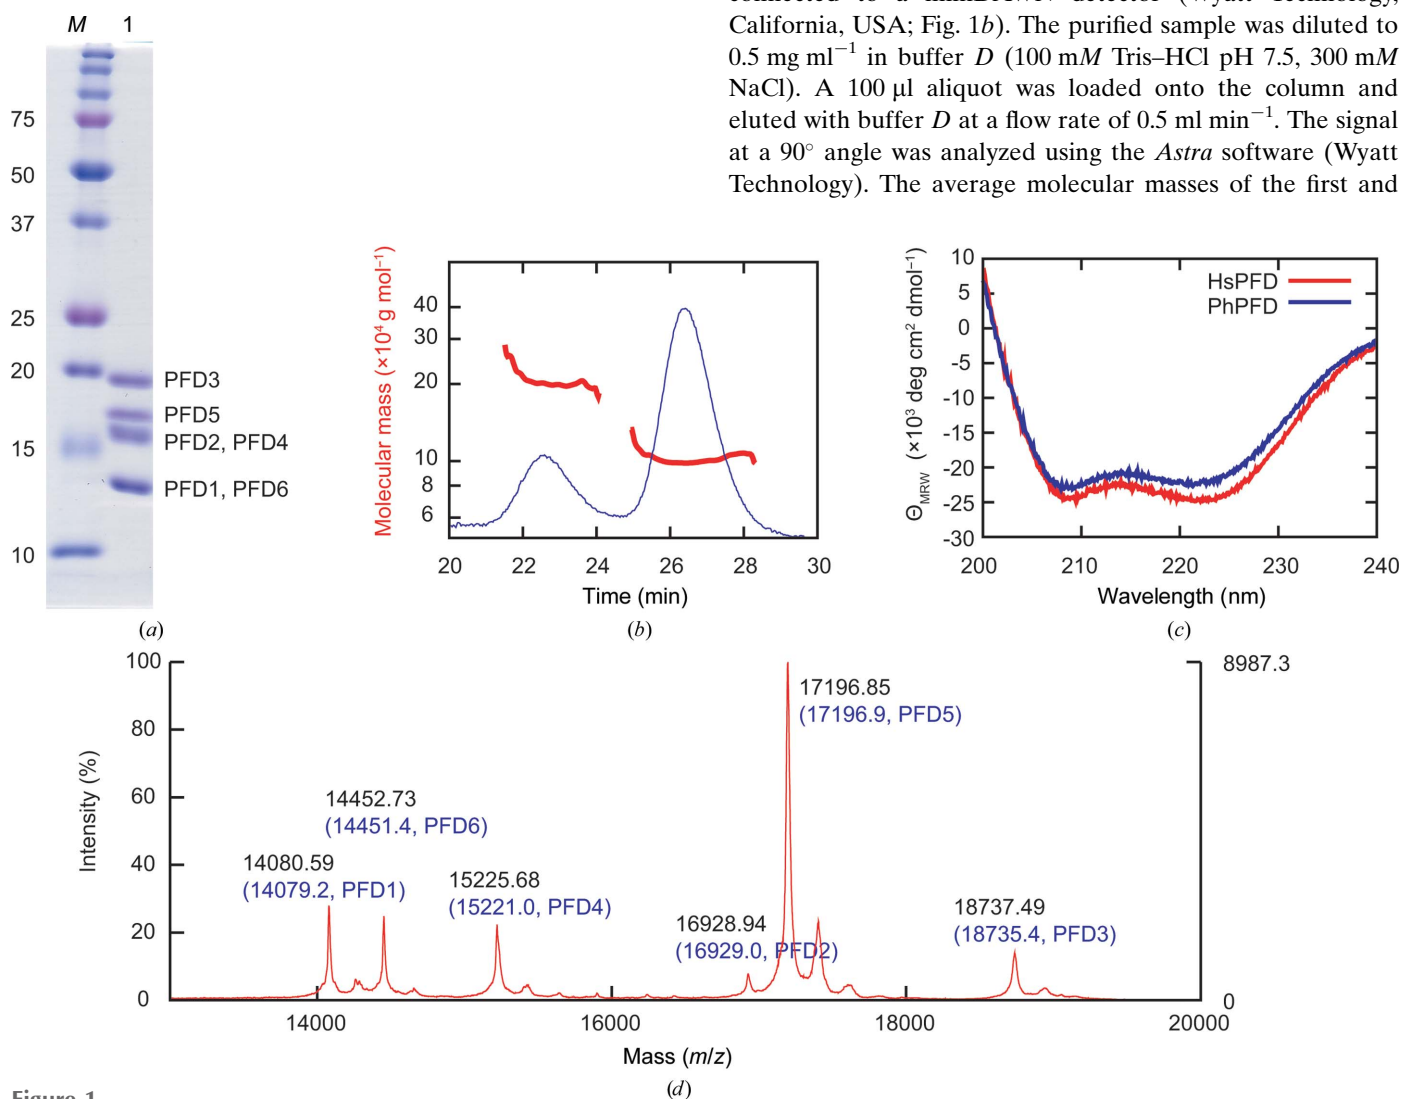 California, USA; Fig. 1b). The purified sample was diluted to
0.5 mg ml−1 in buffer D (100 mM Tris–HCl pH 7.5, 300 mM
NaCl). A 100 μl aliquot was loaded onto the column and
eluted with buffer D at a flow rate of 0.5 ml min−1. The signal
at a 90° angle was analyzed using the Astra software (Wyatt
Technology). The average molecular masses of the first and
M 1
75
50
37
25
20
15
10
PFD3
PFD5
PFD2, PFD4
PFD1, PFD6
(a)
Molecular mass (×10⁴ g mol⁻¹)
40
30
20
10
8
6
20 22 24 26 28 30
Time (min)
(b)
ΘMRW (×10³ deg cm² dmol⁻¹)
10
5
0
-5
-10
-15
-20
-25
-30
HsPFD
PhPFD
200 210 220 230 240
Wavelength (nm)
(c)
Intensity (%)
100
80
60
40
20
0
14080.59
(14079.2, PFD1)
14452.73
(14451.4, PFD6)
15225.68
(15221.0, PFD4)
16928.94
(16929.0, PFD2)
17196.85
(17196.9, PFD5)
18737.49
(18735.4, PFD3)
8987.3
0
14000 16000 18000 20000
Mass (m/z)
(d)
Figure 1